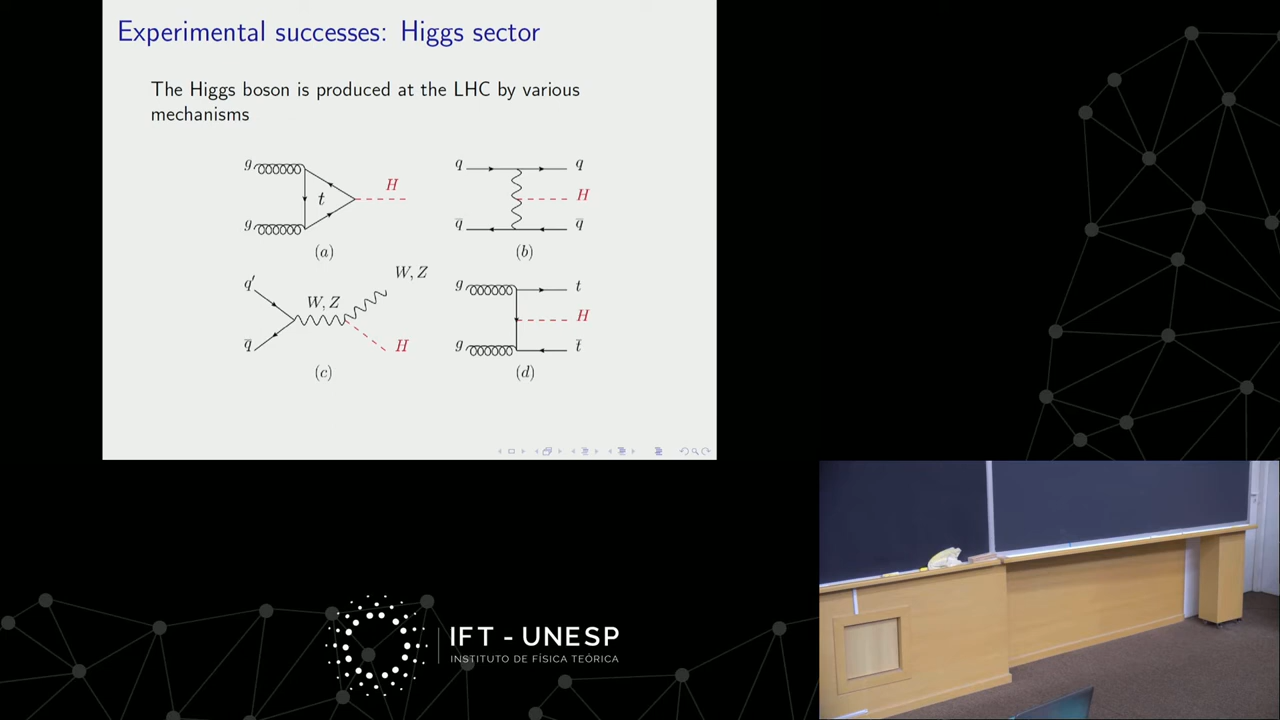 Experimental successes: Higgs sector
The Higgs boson is produced at the LHC by various
mechanisms
g
t
H
g
(a)
q
q
H
q̅
q̅
(b)
q′
W, Z
W, Z
q̅
H
(c)
g
t
H
g
t̅
(d)
IFT - UNESP
INSTITUTO DE FÍSICA TEÓRICA